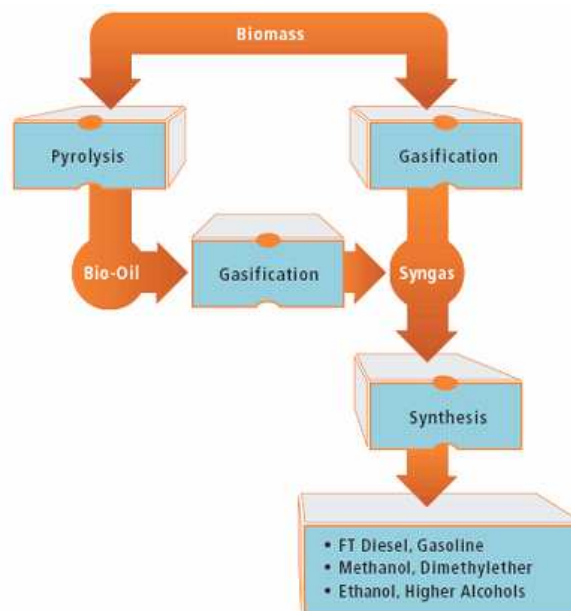 Biomass
Pyrolysis
Gasification
Bio-Oil
Gasification
Syngas
Synthesis
• FT Diesel, Gasoline
• Methanol, Dimethylether
• Ethanol, Higher Alcohols